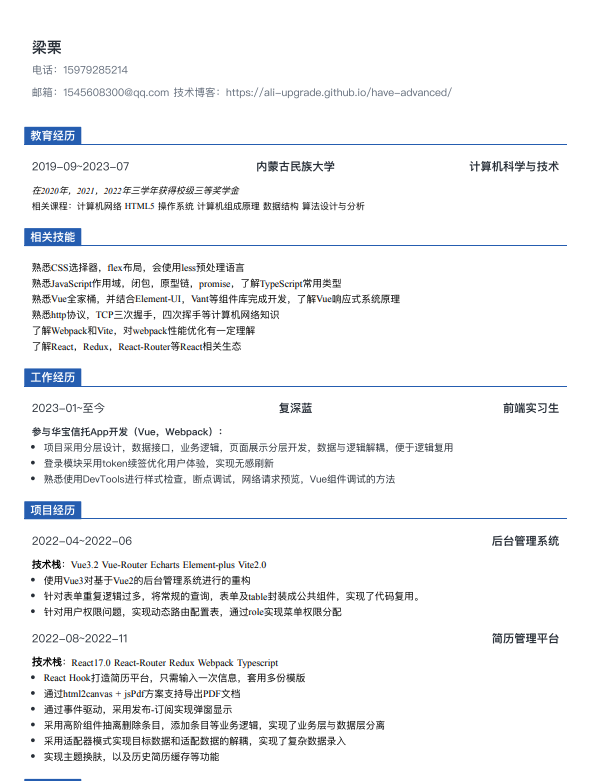 梁栗
电话：15979285214
邮箱：1545608300@qq.com 技术博客：https://ali-upgrade.github.io/have-advanced/
教育经历
2019-09~2023-07 内蒙古民族大学 计算机科学与技术
在2020年，2021，2022年三学年获得校级三等奖学金
相关课程：计算机网络 HTML5 操作系统 计算机组成原理 数据结构 算法设计与分析
相关技能
熟悉CSS选择器，flex布局，会使用less预处理语言
熟悉JavaScript作用域，闭包，原型链，promise，了解TypeScript常用类型
熟悉Vue全家桶，并结合Element-UI，Vant等组件库完成开发，了解Vue响应式系统原理
熟悉http协议，TCP三次握手，四次挥手等计算机网络知识
了解Webpack和Vite，对webpack性能优化有一定理解
了解React，Redux，React-Router等React相关生态
工作经历
2023-01~至今 复深蓝 前端实习生
参与华宝信托App开发（Vue，Webpack）：
• 项目采用分层设计，数据接口，业务逻辑，页面展示分层开发，数据与逻辑解耦，便于逻辑复用
• 登录模块采用token续签优化用户体验，实现无感刷新
• 熟悉使用DevTools进行样式检查，断点调试，网络请求预览，Vue组件调试的方法
项目经历
2022-04~2022-06 后台管理系统
技术栈：Vue3.2 Vue-Router Echarts Element-plus Vite2.0
• 使用Vue3对基于Vue2的后台管理系统进行的重构
• 针对表单重复逻辑过多，将常规的查询，表单及table封装成公共组件，实现了代码复用。
• 针对用户权限问题，实现动态路由配置表，通过role实现菜单权限分配
2022-08~2022-11 简历管理平台
技术栈：React17.0 React-Router Redux Webpack Typescript
• React Hook打造简历平台，只需输入一次信息，套用多份模版
• 通过html2canvas + jsPdf方案支持导出PDF文档
• 通过事件驱动，采用发布-订阅实现弹窗显示
• 采用高阶组件抽离删除条目，添加条目等业务逻辑，实现了业务层与数据层分离
• 采用适配器模式实现目标数据和适配数据的解耦，实现了复杂数据录入
• 实现主题换肤，以及历史简历缓存等功能